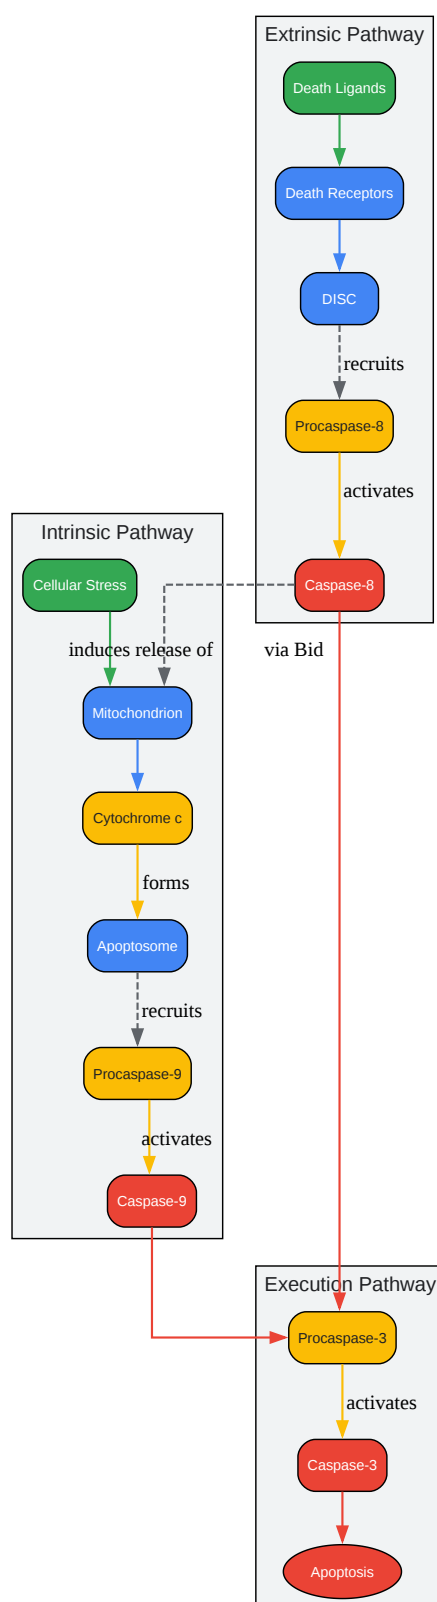 Extrinsic Pathway
Death Ligands
Death Receptors
DISC
recruits
Procaspase-8
activates
Caspase-8
via Bid
Intrinsic Pathway
Cellular Stress
induces release of
Mitochondrion
Cytochrome c
forms
Apoptosome
recruits
Procaspase-9
activates
Caspase-9
Execution Pathway
Procaspase-3
activates
Caspase-3
Apoptosis